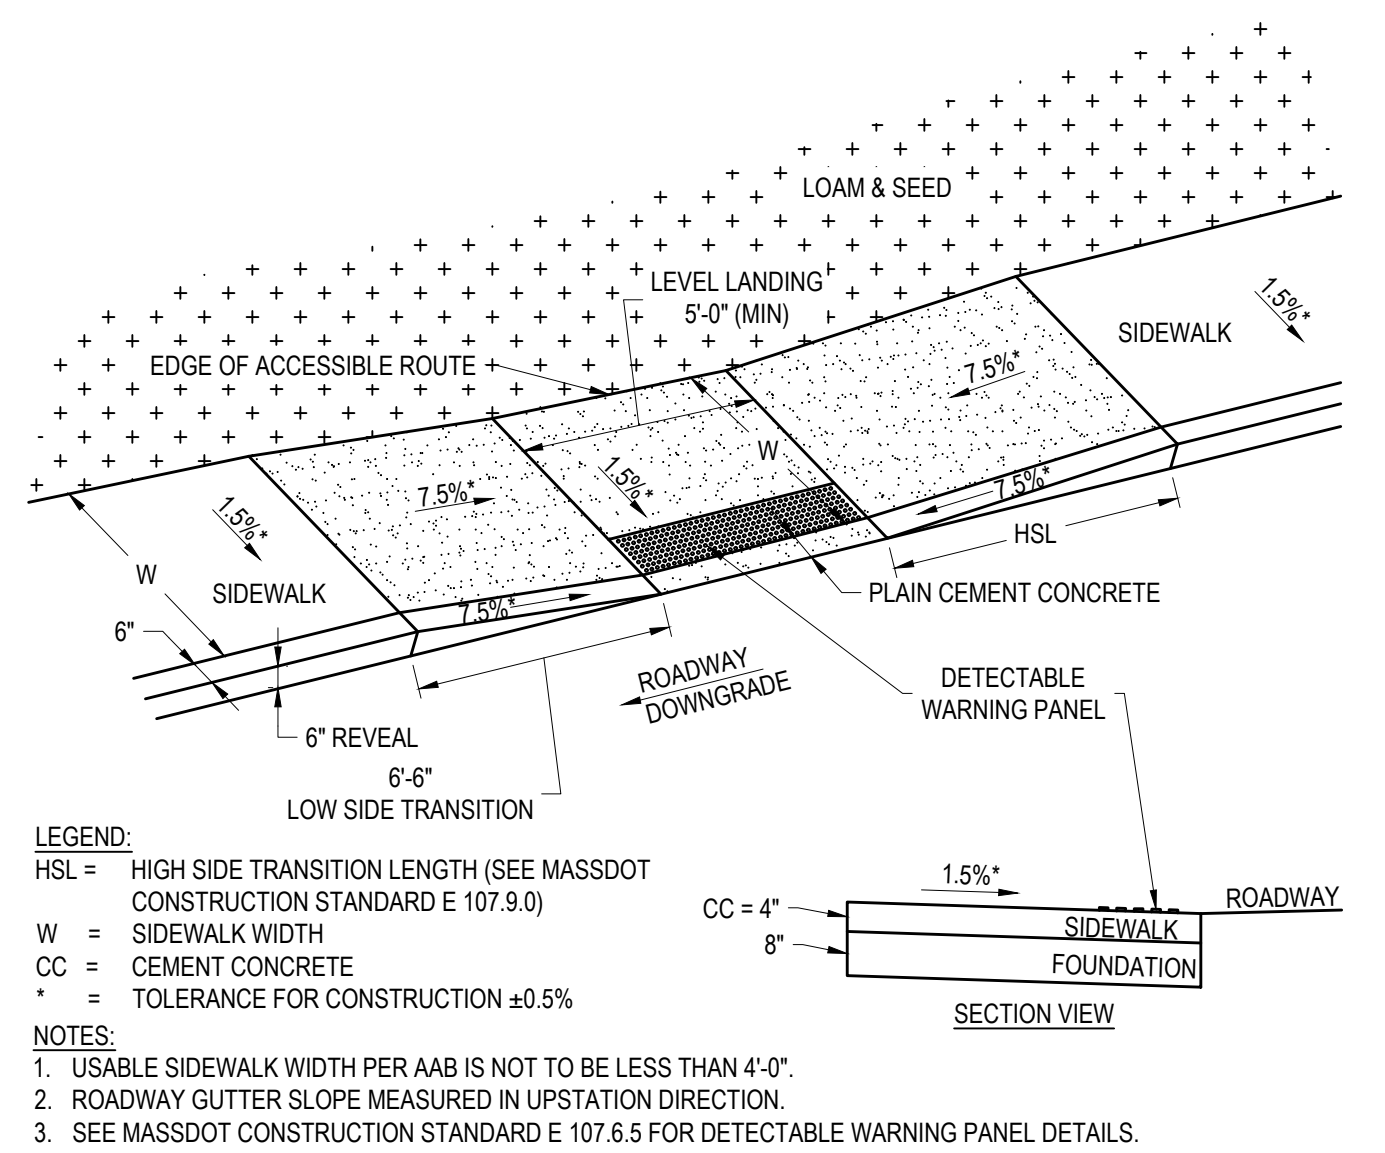 LOAM & SEED
LEVEL LANDING
5'-0" (MIN)
1.5%*
SIDEWALK
EDGE OF ACCESSIBLE ROUTE
7.5%*
W
1.5%*
7.5%*
7.5%*
1.5%*
HSL
W
SIDEWALK
PLAIN CEMENT CONCRETE
7.5%*
6"
ROADWAY
DOWNGRADE
DETECTABLE
WARNING PANEL
6" REVEAL
6'-6"
LOW SIDE TRANSITION
LEGEND:
HSL = HIGH SIDE TRANSITION LENGTH (SEE MASSDOT
CONSTRUCTION STANDARD E 107.9.0)
W = SIDEWALK WIDTH
CC = CEMENT CONCRETE
* = TOLERANCE FOR CONSTRUCTION ±0.5%
1.5%*
CC = 4"
ROADWAY
SIDEWALK
8"
FOUNDATION
SECTION VIEW
NOTES:
1. USABLE SIDEWALK WIDTH PER AAB IS NOT TO BE LESS THAN 4'-0".
2. ROADWAY GUTTER SLOPE MEASURED IN UPSTATION DIRECTION.
3. SEE MASSDOT CONSTRUCTION STANDARD E 107.6.5 FOR DETECTABLE WARNING PANEL DETAILS.